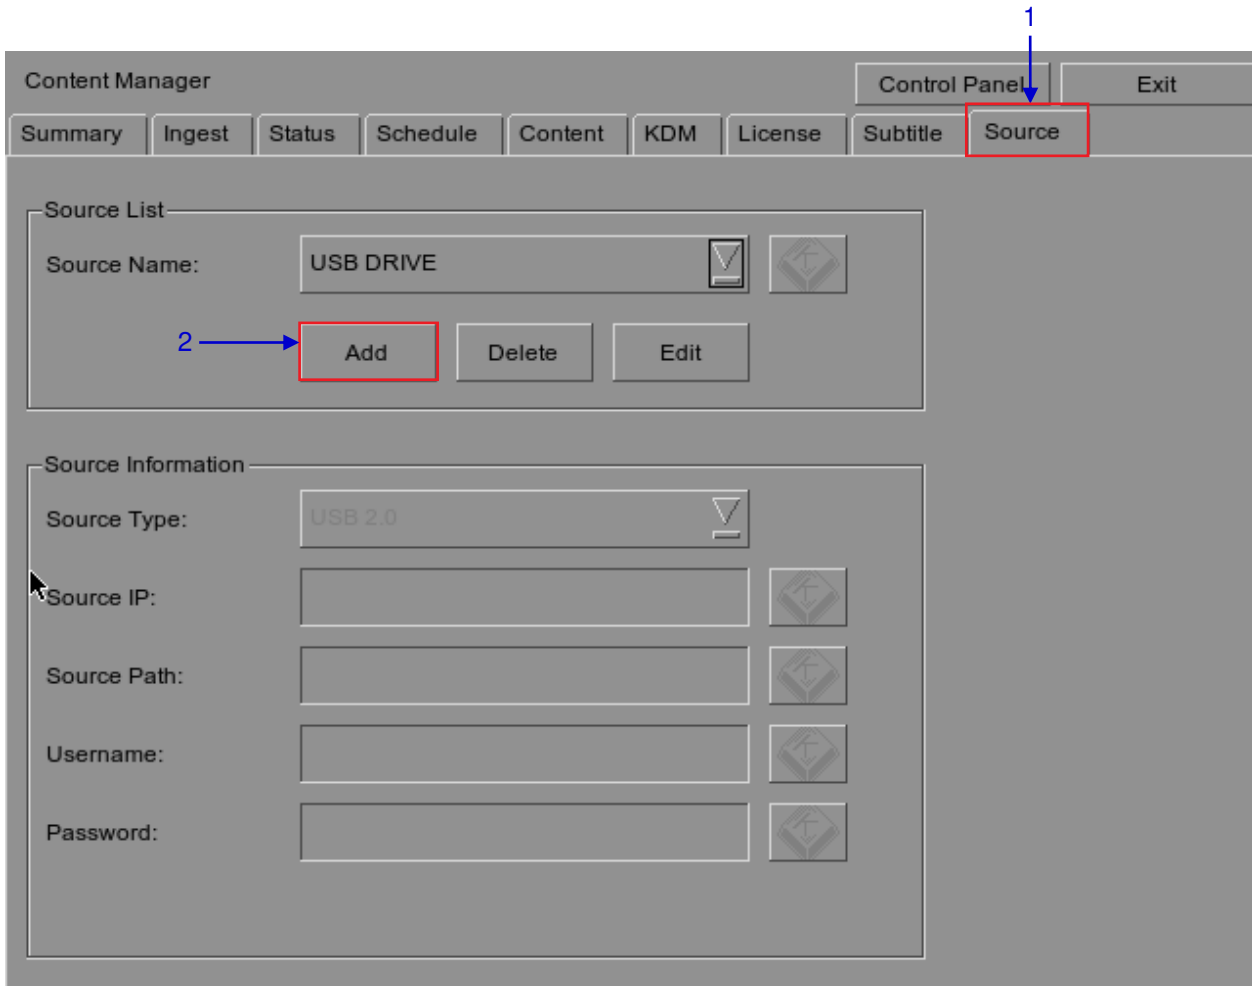 1
Content Manager
Control Panel
Exit
Summary Ingest Status Schedule Content KDM License Subtitle Source
Source List
Source Name: USB DRIVE
2 Add Delete Edit
Source Information
Source Type: USB 2.0
Source IP:
Source Path:
Username:
Password: